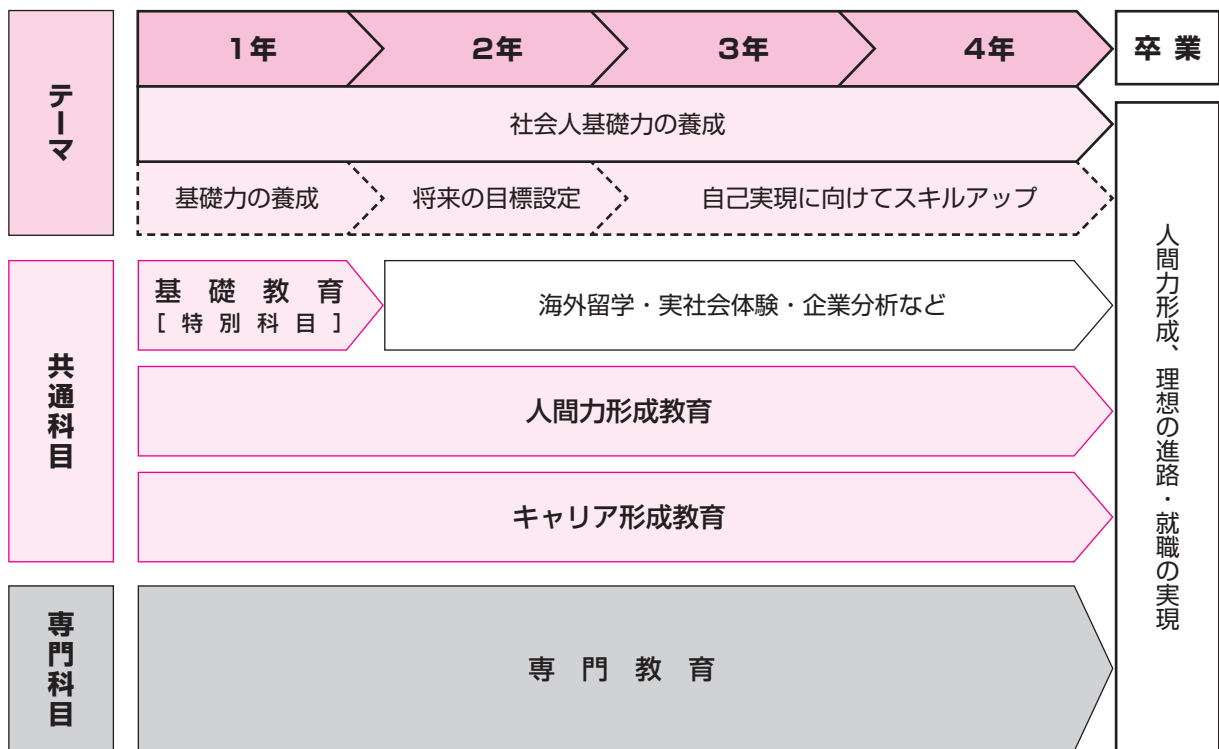 テーマ
1年
2年
3年
4年
卒業
社会人基礎力の養成
基礎力の養成
将来の目標設定
自己実現に向けてスキルアップ
人間力形成、理想の進路・就職の実現
共通科目
基礎教育
[特別科目]
海外留学・実社会体験・企業分析など
人間力形成教育
キャリア形成教育
専門科目
専門教育